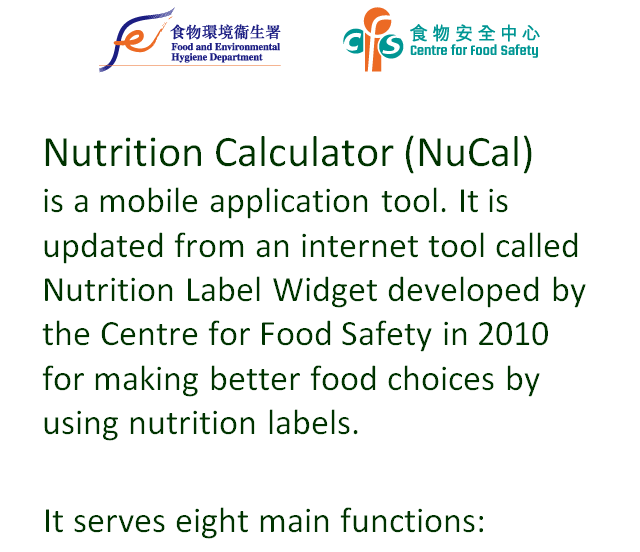 食物環境衞生署
Food and Environmental
Hygiene Department
cfs
食物安全中心
Centre for Food Safety
Nutrition Calculator (NuCal)
is a mobile application tool. It is
updated from an internet tool called
Nutrition Label Widget developed by
the Centre for Food Safety in 2010
for making better food choices by
using nutrition labels.
It serves eight main functions: